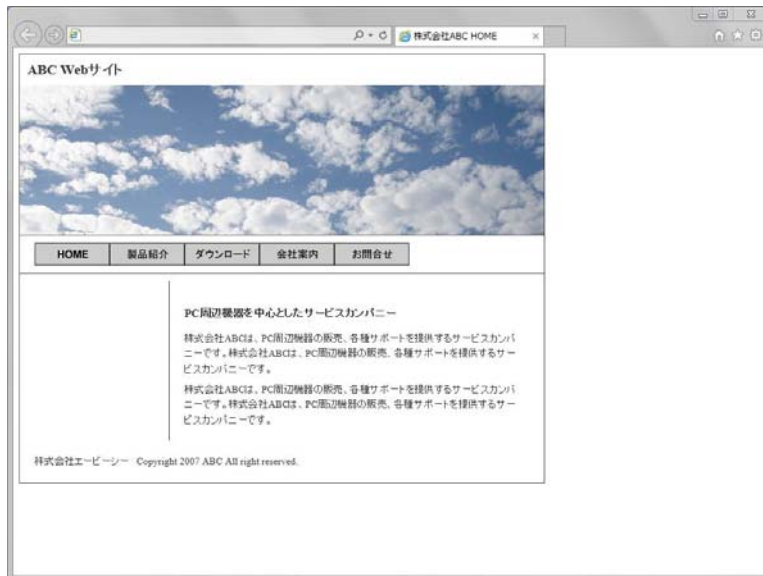 株式会社ABC HOME
ABC Webサイト
HOME 製品紹介 ダウンロード 会社案内 お問合せ
PC周辺機器を中心としたサービスカンパニー
株式会社ABCは、PC周辺機器の販売、各種サポートを提供するサービスカンパ
ニーです。株式会社ABCは、PC周辺機器の販売、各種サポートを提供するサー
ビスカンパニーです。
株式会社ABCは、PC周辺機器の販売、各種サポートを提供するサービスカンパ
ニーです。株式会社ABCは、PC周辺機器の販売、各種サポートを提供するサー
ビスカンパニーです。
株式会社エービーシー Copyright 2007 ABC All right reserved.